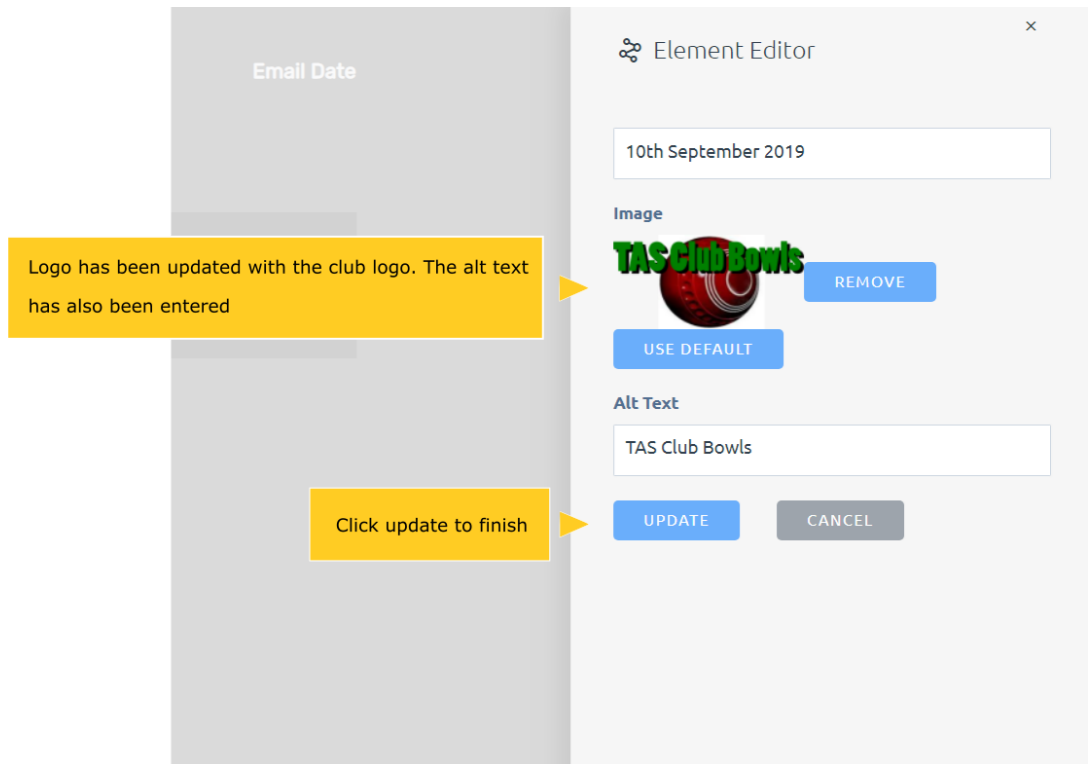 ×
Element Editor
Email Date
10th September 2019
Image
TAS Club Bowls
REMOVE
Logo has been updated with the club logo. The alt text
has also been entered
USE DEFAULT
Alt Text
TAS Club Bowls
Click update to finish
UPDATE
CANCEL